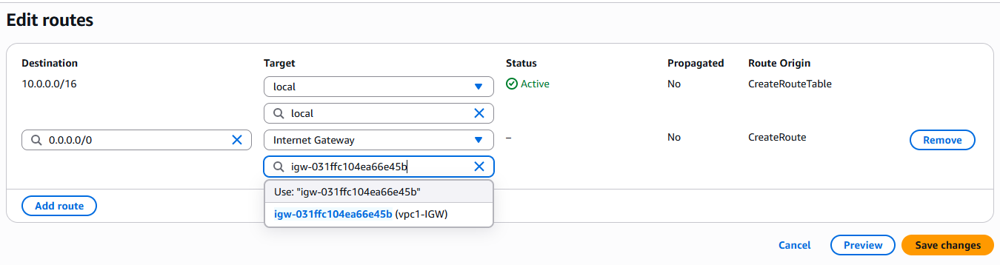 Edit routes
Destination Target Status Propagated Route Origin
10.0.0.0/16 local Active No CreateRouteTable
local
0.0.0.0/0 Internet Gateway – No CreateRoute Remove
igw-031ffc104ea66e45b
Use: "igw-031ffc104ea66e45b"
Add route
igw-031ffc104ea66e45b (vpc1-IGW)
Cancel Preview Save changes